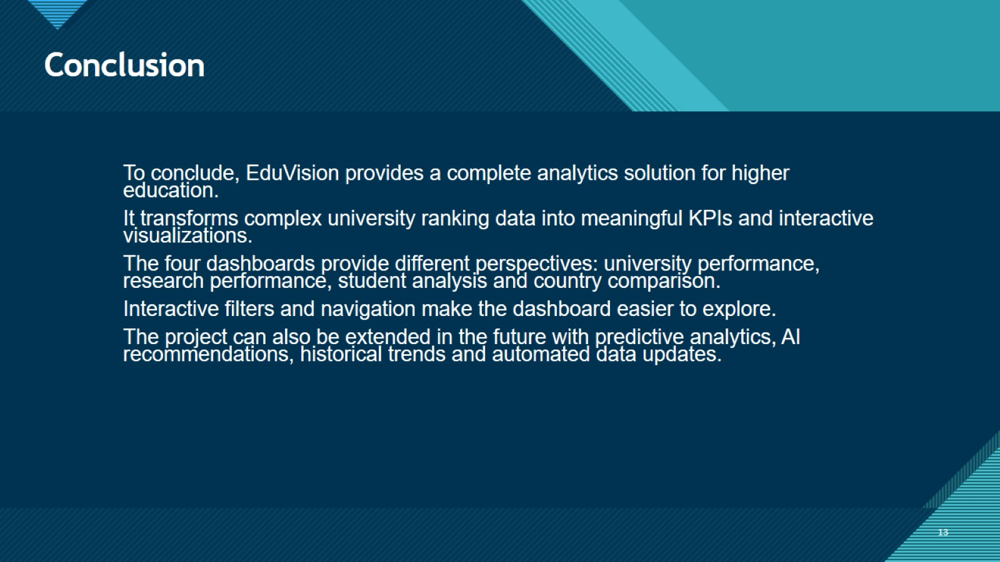 Conclusion
To conclude, EduVision provides a complete analytics solution for higher
education.
It transforms complex university ranking data into meaningful KPIs and interactive
visualizations.
The four dashboards provide different perspectives: university performance,
research performance, student analysis and country comparison.
Interactive filters and navigation make the dashboard easier to explore.
The project can also be extended in the future with predictive analytics, AI
recommendations, historical trends and automated data updates.
13